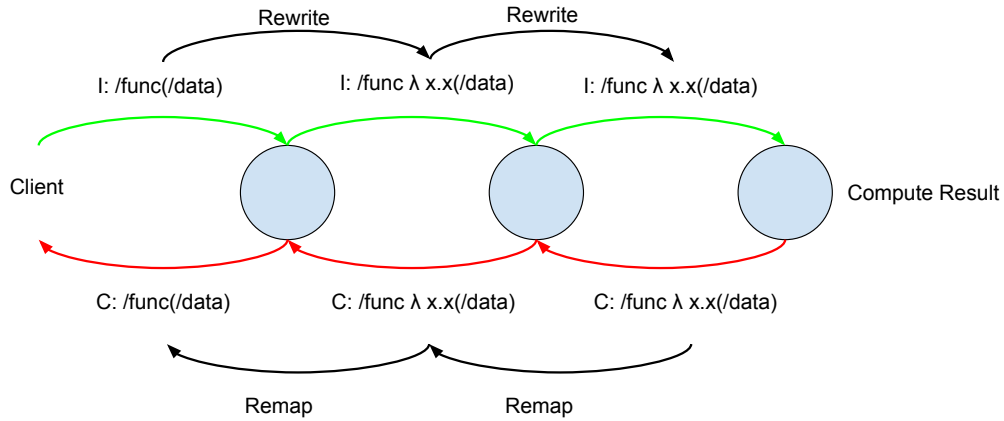 Rewrite
Rewrite
I: /func(/data)
I: /func λ x.x(/data)
I: /func λ x.x(/data)
Client
Compute Result
C: /func(/data)
C: /func λ x.x(/data)
C: /func λ x.x(/data)
Remap
Remap